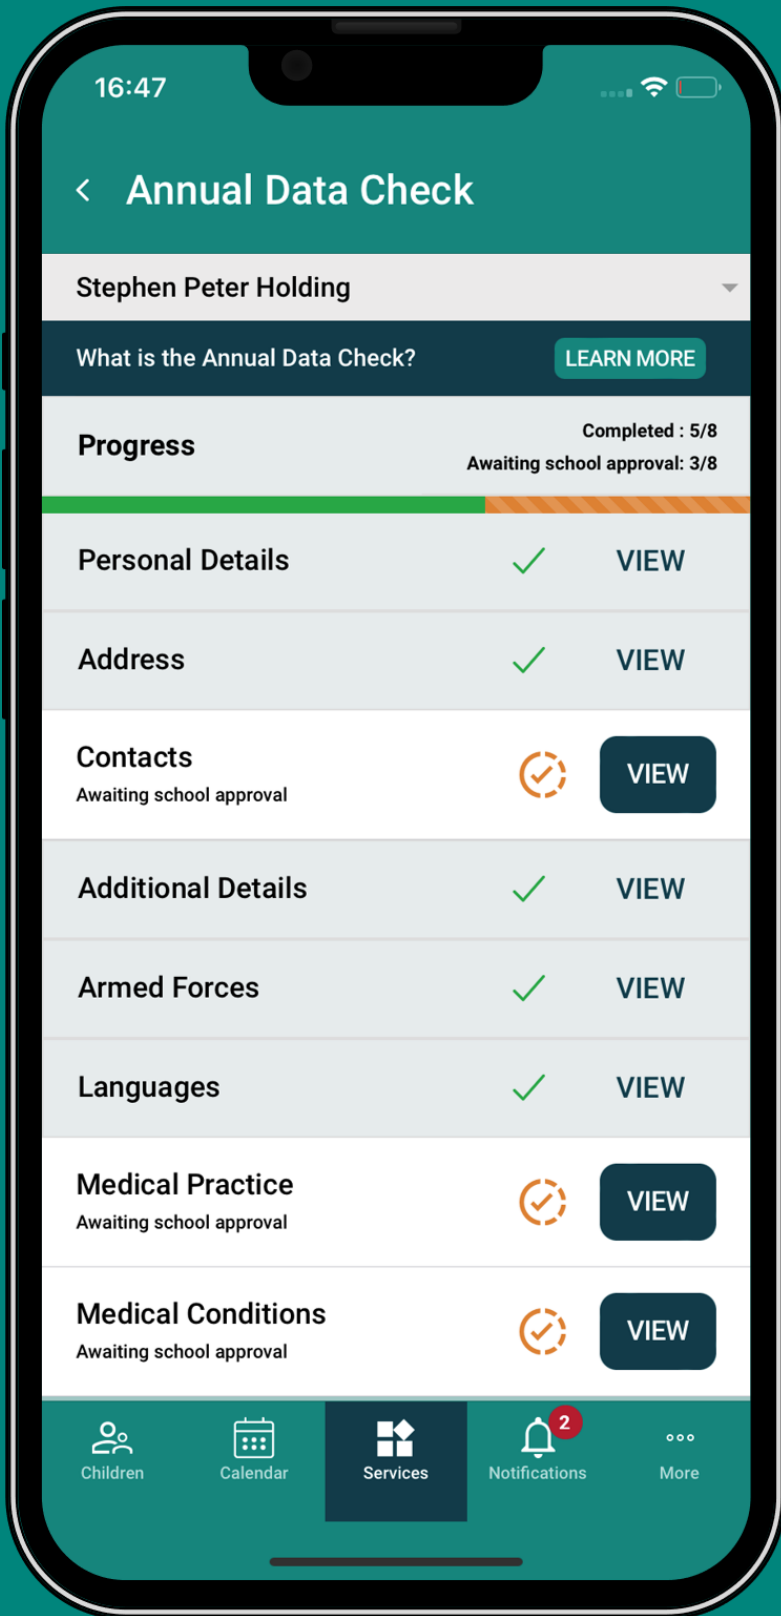 16:47
Annual Data Check
Stephen Peter Holding
What is the Annual Data Check? LEARN MORE
Progress
Completed : 5/8
Awaiting school approval: 3/8
Personal Details VIEW
Address VIEW
Contacts
Awaiting school approval
VIEW
Additional Details VIEW
Armed Forces VIEW
Languages VIEW
Medical Practice
Awaiting school approval
VIEW
Medical Conditions
Awaiting school approval
VIEW
2
Children Calendar Services Notifications More